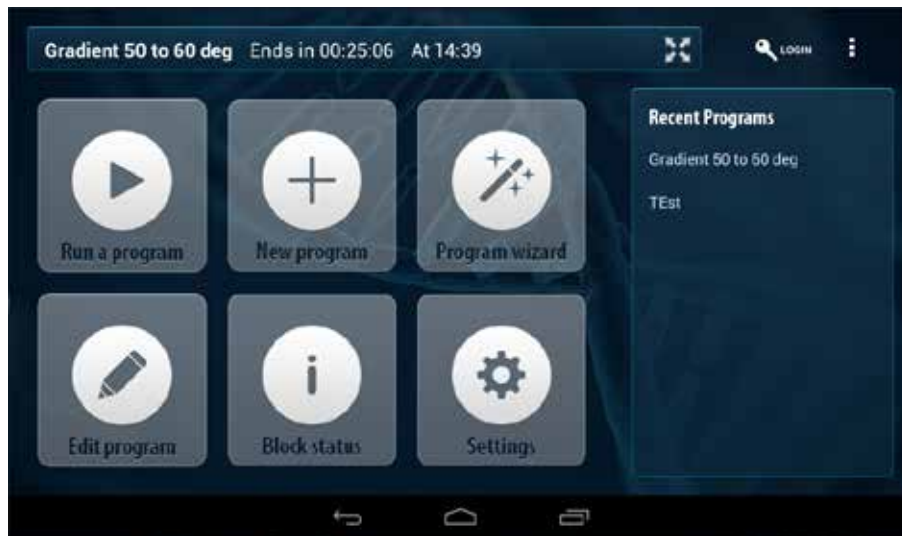 Gradient 50 to 60 deg Ends in 00:25:06 At 14:39
LOGIN
Recent Programs
Gradient 50 to 60 deg
TEst
Run a program
New program
Program wizard
Edit program
Block status
Settings